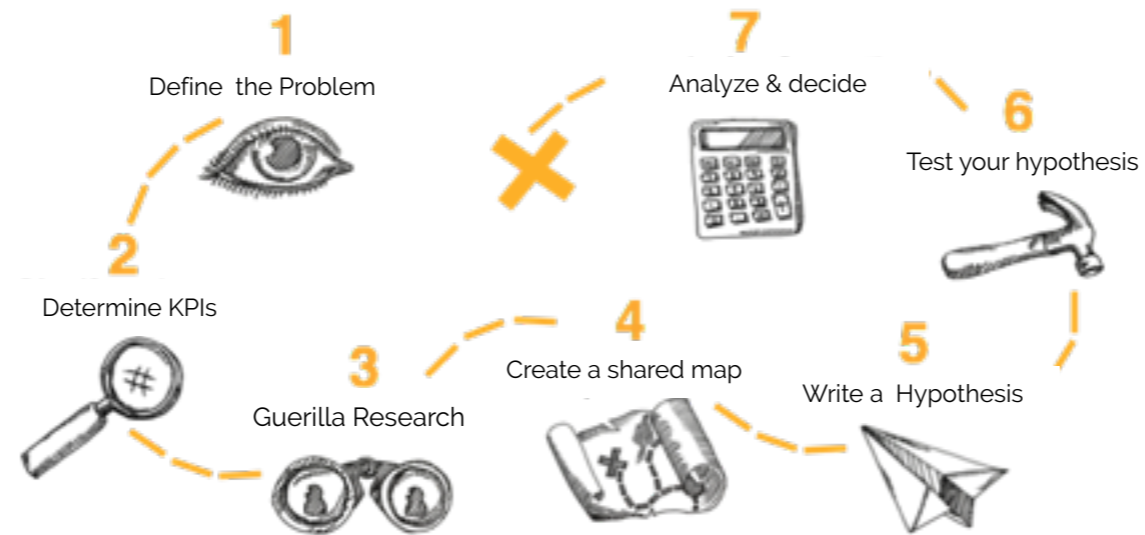 1
Define the Problem
2
Determine KPIs
3
Guerilla Research
4
Create a shared map
5
Write a Hypothesis
6
Test your hypothesis
7
Analyze & decide
#